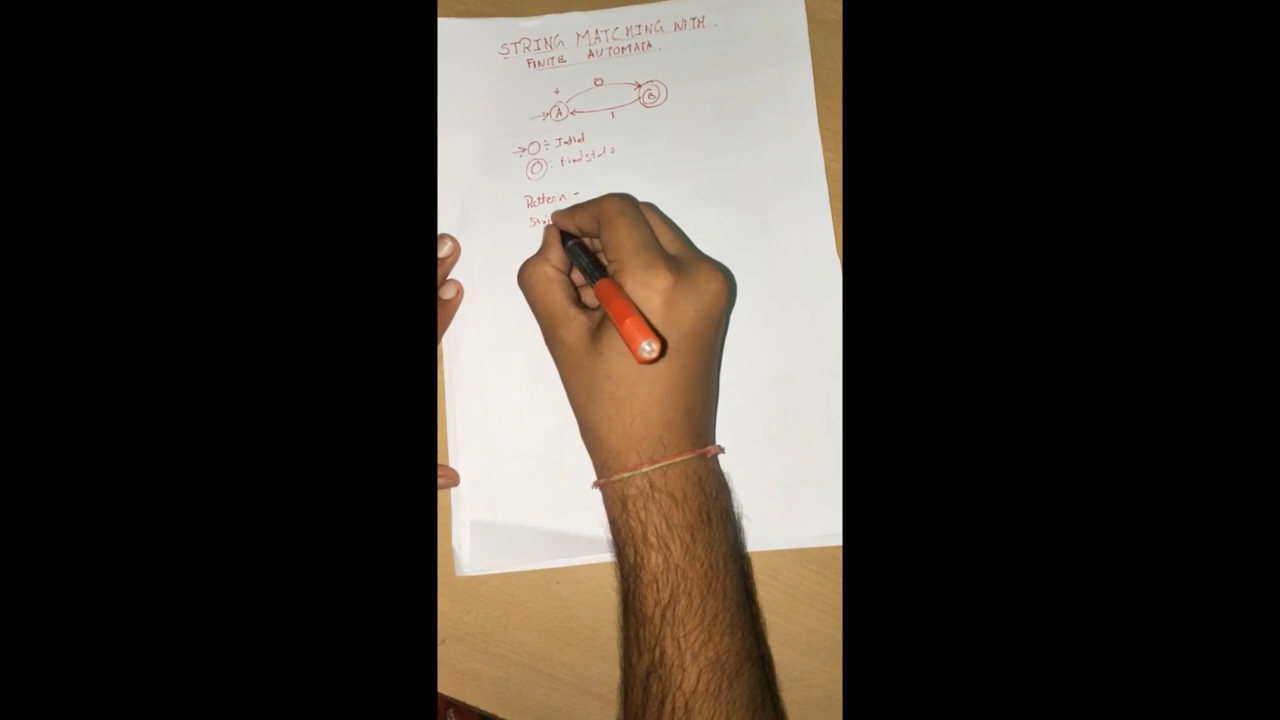 STRING MATCHING WITH.
FINITE AUTOMATA.
0
A
B
1
: Initial
: Final state
Pattern -